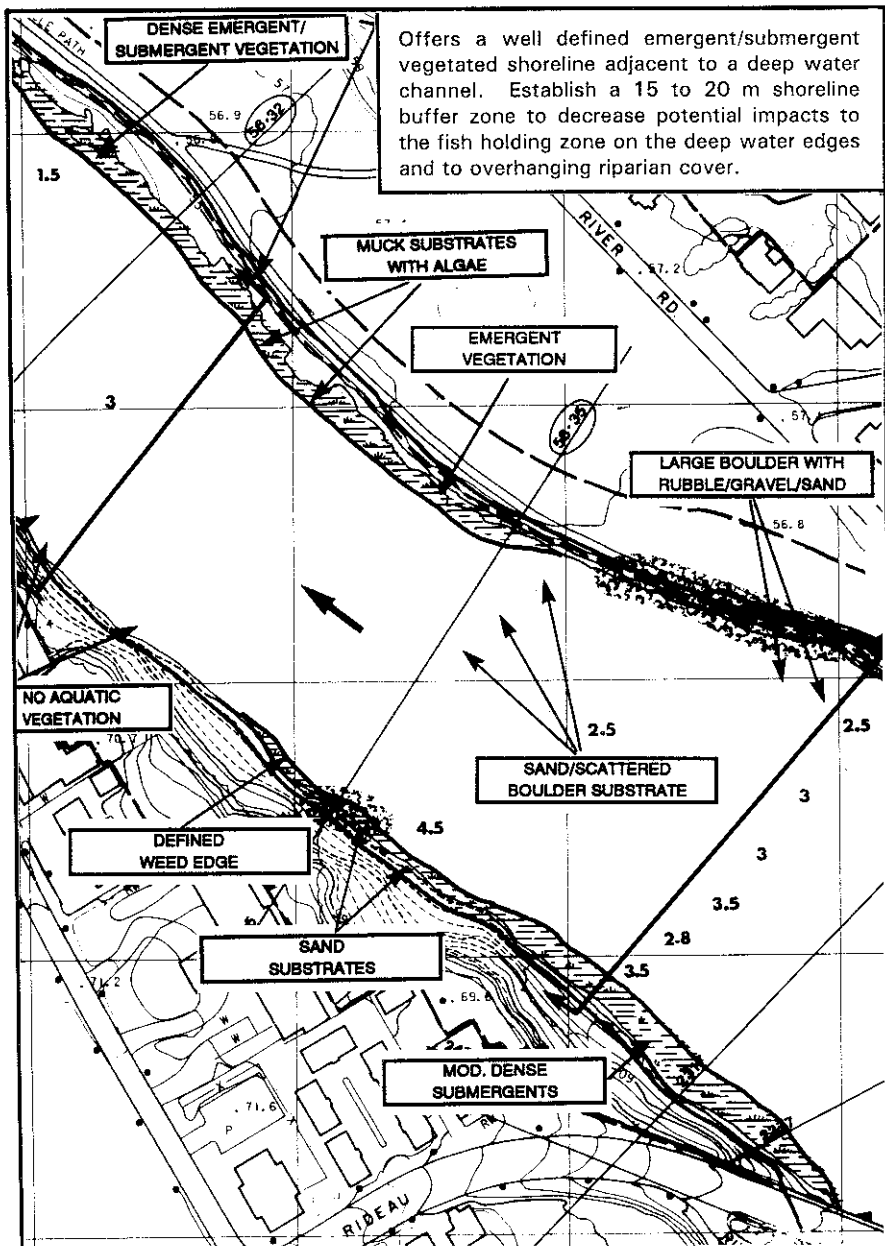 DENSE EMERGENT/
SUBMERGENT VEGETATION
Offers a well defined emergent/submergent
vegetated shoreline adjacent to a deep water
channel. Establish a 15 to 20 m shoreline
buffer zone to decrease potential impacts to
the fish holding zone on the deep water edges
and to overhanging riparian cover.
LE PATH
56.9
56.32
1.5
RIVER
RD
57.2
MUCK SUBSTRATES
WITH ALGAE
EMERGENT
VEGETATION
3
56.35
LARGE BOULDER WITH
RUBBLE/GRAVEL/SAND
56.8
NO AQUATIC
VEGETATION
2.5
2.5
SAND/SCATTERED
BOULDER SUBSTRATE
3
4.5
DEFINED
WEED EDGE
3
3.5
2.8
SAND
SUBSTRATES
3.5
71.2
MOD. DENSE
SUBMERGENTS
71.6
P
RIDEAU